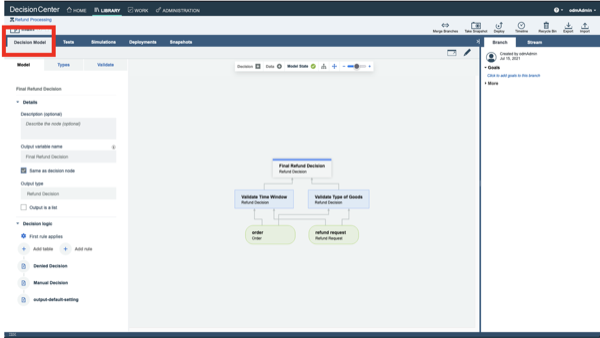 DecisionCenter HOME LIBRARY WORK ADMINISTRATION odmAdmin
Refund Processing
Merge Branches Take Snapshot Deploy Timeline Recycle Bin Export Import
Decision Model Tests Simulations Deployments Snapshots
Branch Stream
Created by odmAdmin
Jul 15, 2021
Goals
Click to add goals to this branch
More
Model Types Validate
Decision Data Model State
Final Refund Decision
Details
Description (optional)
Describe the node (optional)
Output variable name
Final Refund Decision
Same as decision node
Output type
Refund Decision
Output is a list
Decision logic
First rule applies
Add table Add rule
Denied Decision
Manual Decision
output-default-setting
Final Refund Decision
Refund Decision
Validate Time Window
Refund Decision
Validate Type of Goods
Refund Decision
order
Order
refund request
Refund Request